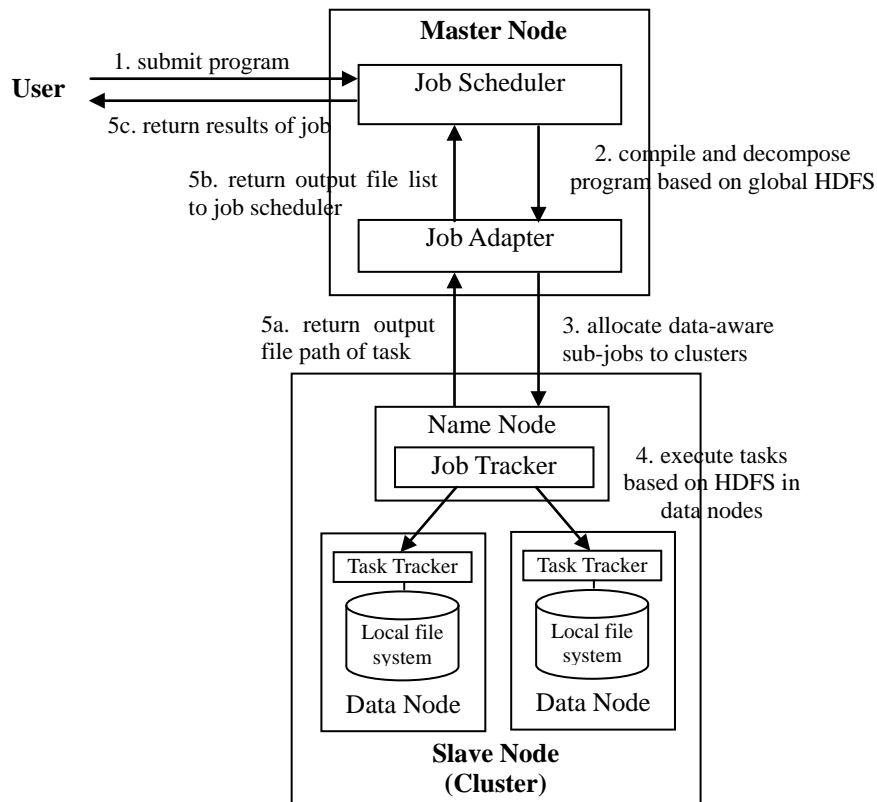 Master Node
1. submit program
User
Job Scheduler
5c. return results of job
2. compile and decompose
program based on global HDFS
5b. return output file list
to job scheduler
Job Adapter
5a. return output
file path of task
3. allocate data-aware
sub-jobs to clusters
Name Node
Job Tracker
4. execute tasks
based on HDFS in
data nodes
Task Tracker
Local file
system
Data Node
Task Tracker
Local file
system
Data Node
Slave Node
(Cluster)